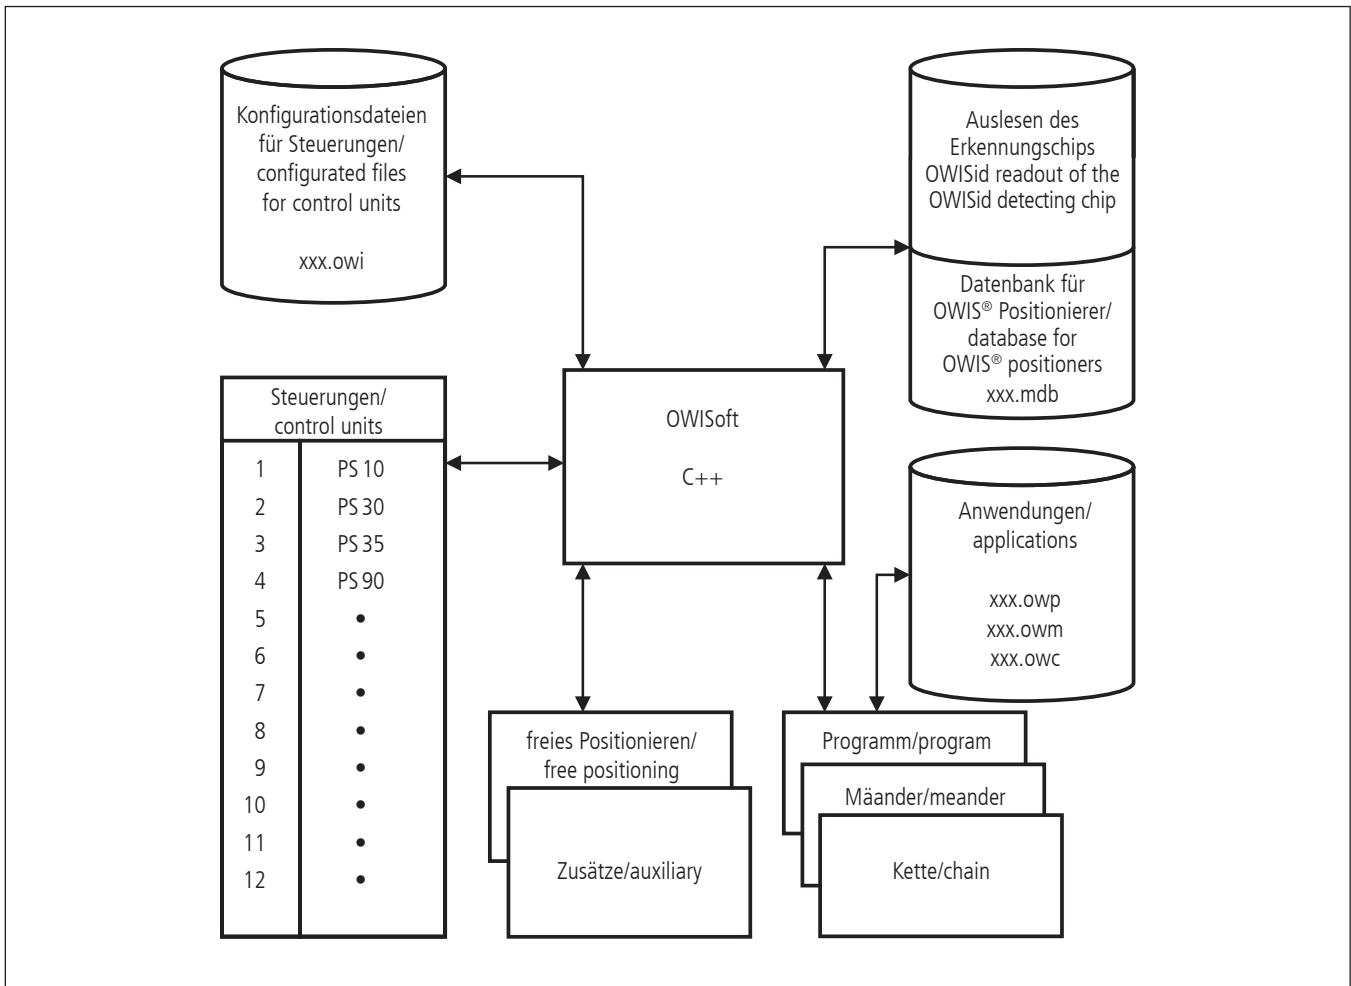 Konfigurationsdateien
für Steuerungen/
configurated files
for control units
xxx.owi
Auslesen des
Erkennungschips
OWISid readout of the
OWISid detecting chip
Datenbank für
OWIS® Positionierer/
database for
OWIS® positioners
xxx.mdb
Steuerungen/
control units
1 PS 10
2 PS 30
3 PS 35
4 PS 90
5 •
6 •
7 •
8 •
9 •
10 •
11 •
12 •
OWISoft
C++
Anwendungen/
applications
xxx.owp
xxx.owm
xxx.owc
freies Positionieren/
free positioning
Zusätze/auxiliary
Programm/program
Mäander/meander
Kette/chain